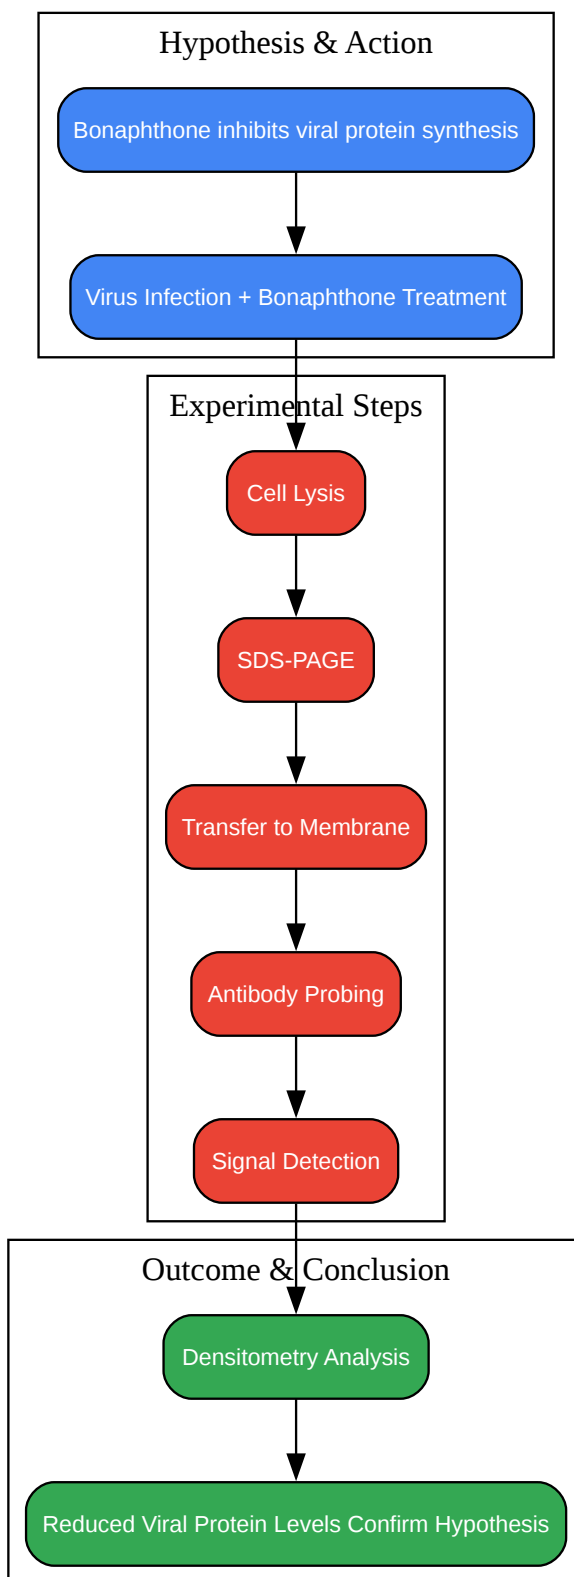 Hypothesis & Action
Bonaphthone inhibits viral protein synthesis
Virus Infection + Bonaphthone Treatment
Experimental Steps
Cell Lysis
SDS-PAGE
Transfer to Membrane
Antibody Probing
Signal Detection
Outcome & Conclusion
Densitometry Analysis
Reduced Viral Protein Levels Confirm Hypothesis